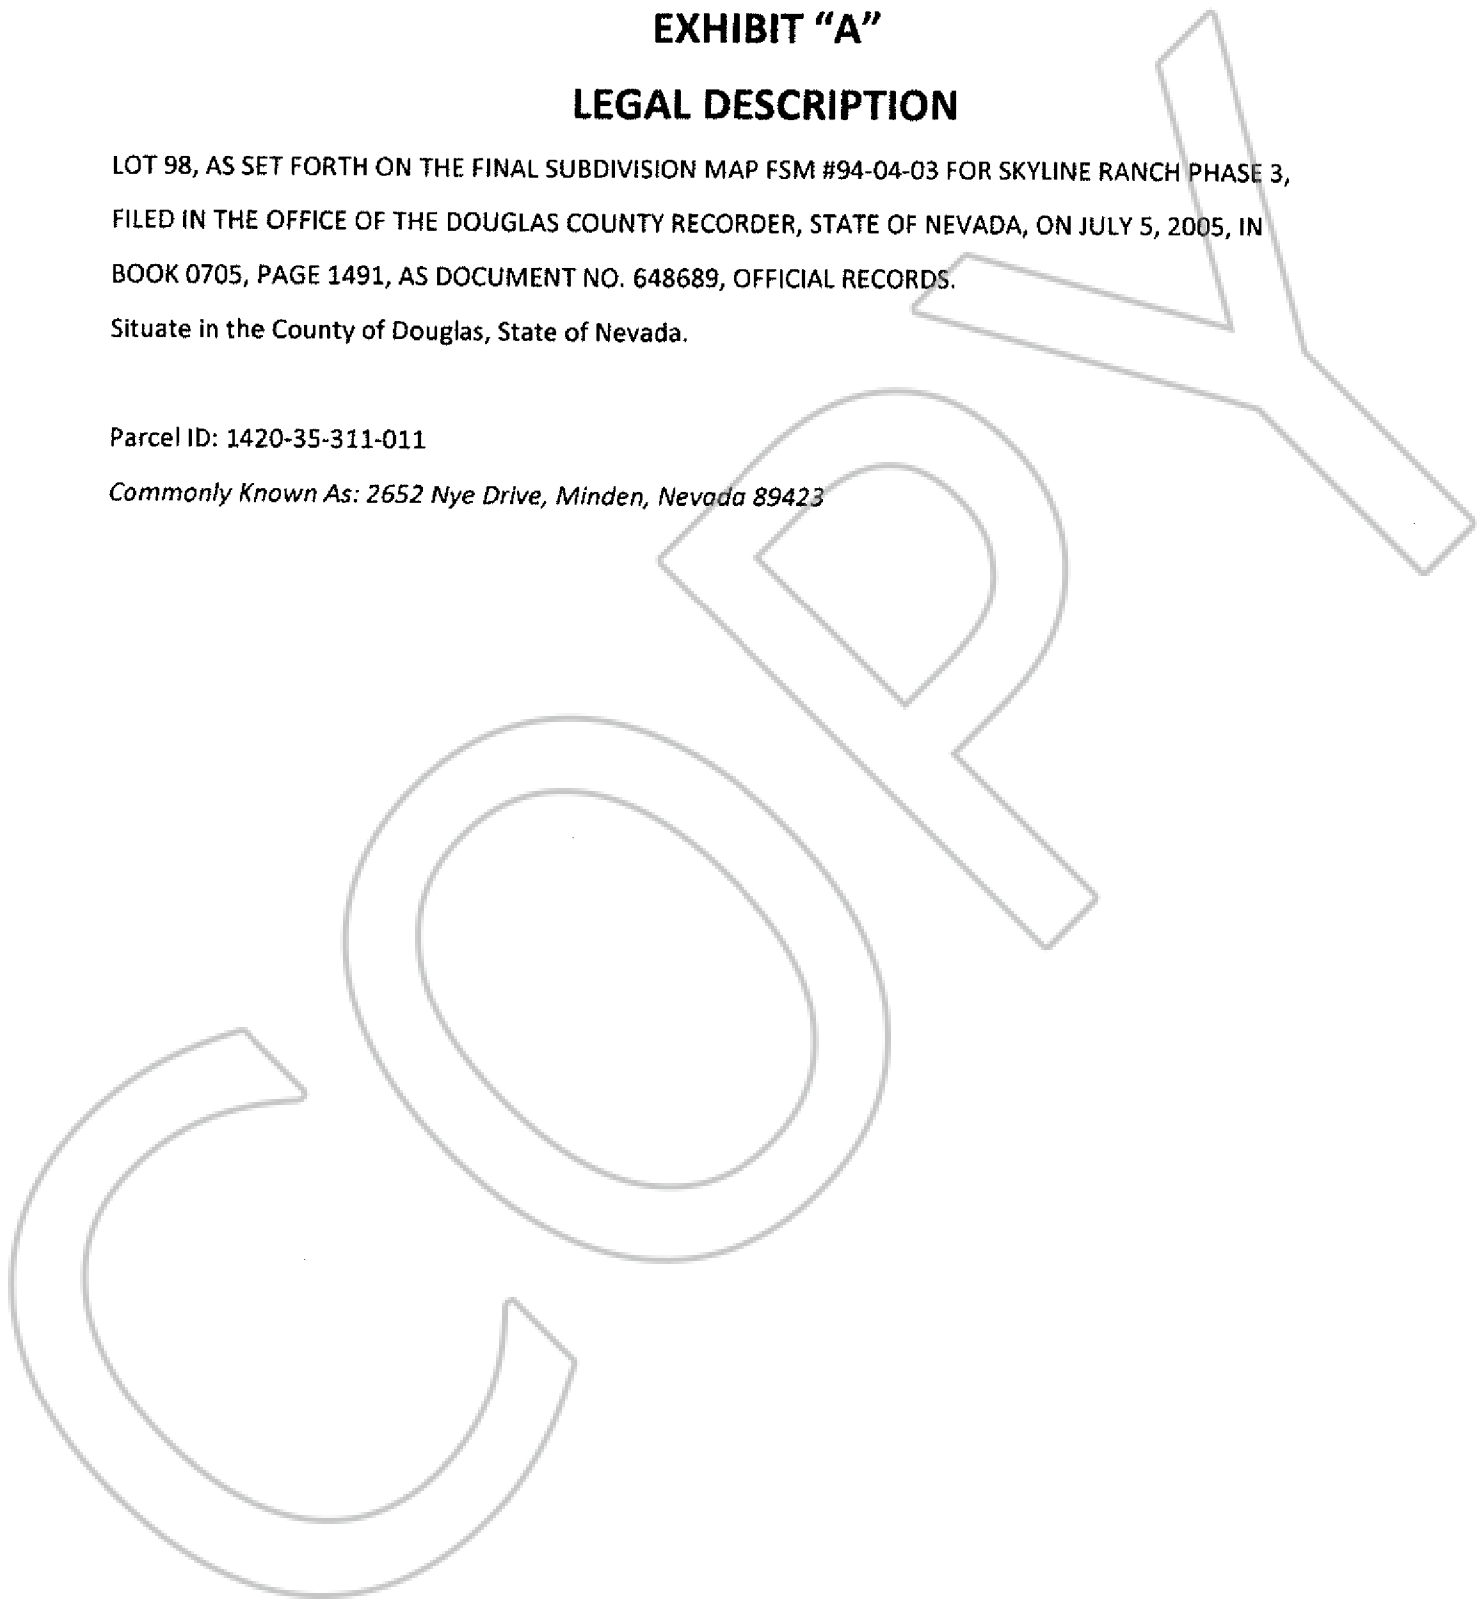 EXHIBIT “A”
LEGAL DESCRIPTION
LOT 98, AS SET FORTH ON THE FINAL SUBDIVISION MAP FSM #94-04-03 FOR SKYLINE RANCH PHASE 3,
FILED IN THE OFFICE OF THE DOUGLAS COUNTY RECORDER, STATE OF NEVADA, ON JULY 5, 2005, IN
BOOK 0705, PAGE 1491, AS DOCUMENT NO. 648689, OFFICIAL RECORDS.
Situate in the County of Douglas, State of Nevada.
Parcel ID: 1420-35-311-011
Commonly Known As: 2652 Nye Drive, Minden, Nevada 89423
COPY